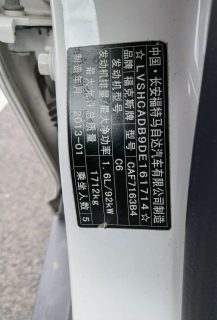 中国·长安福特马自达汽车有限公司制造
★LVSHCADB9DE161714★
品牌 福克斯牌 型号 CAF7163B4
发动机型号 C6
发动机排量/功率 1.6L/92kW
最大允许总质量 1712kg
制造年月 2013-01 乘坐人数 5